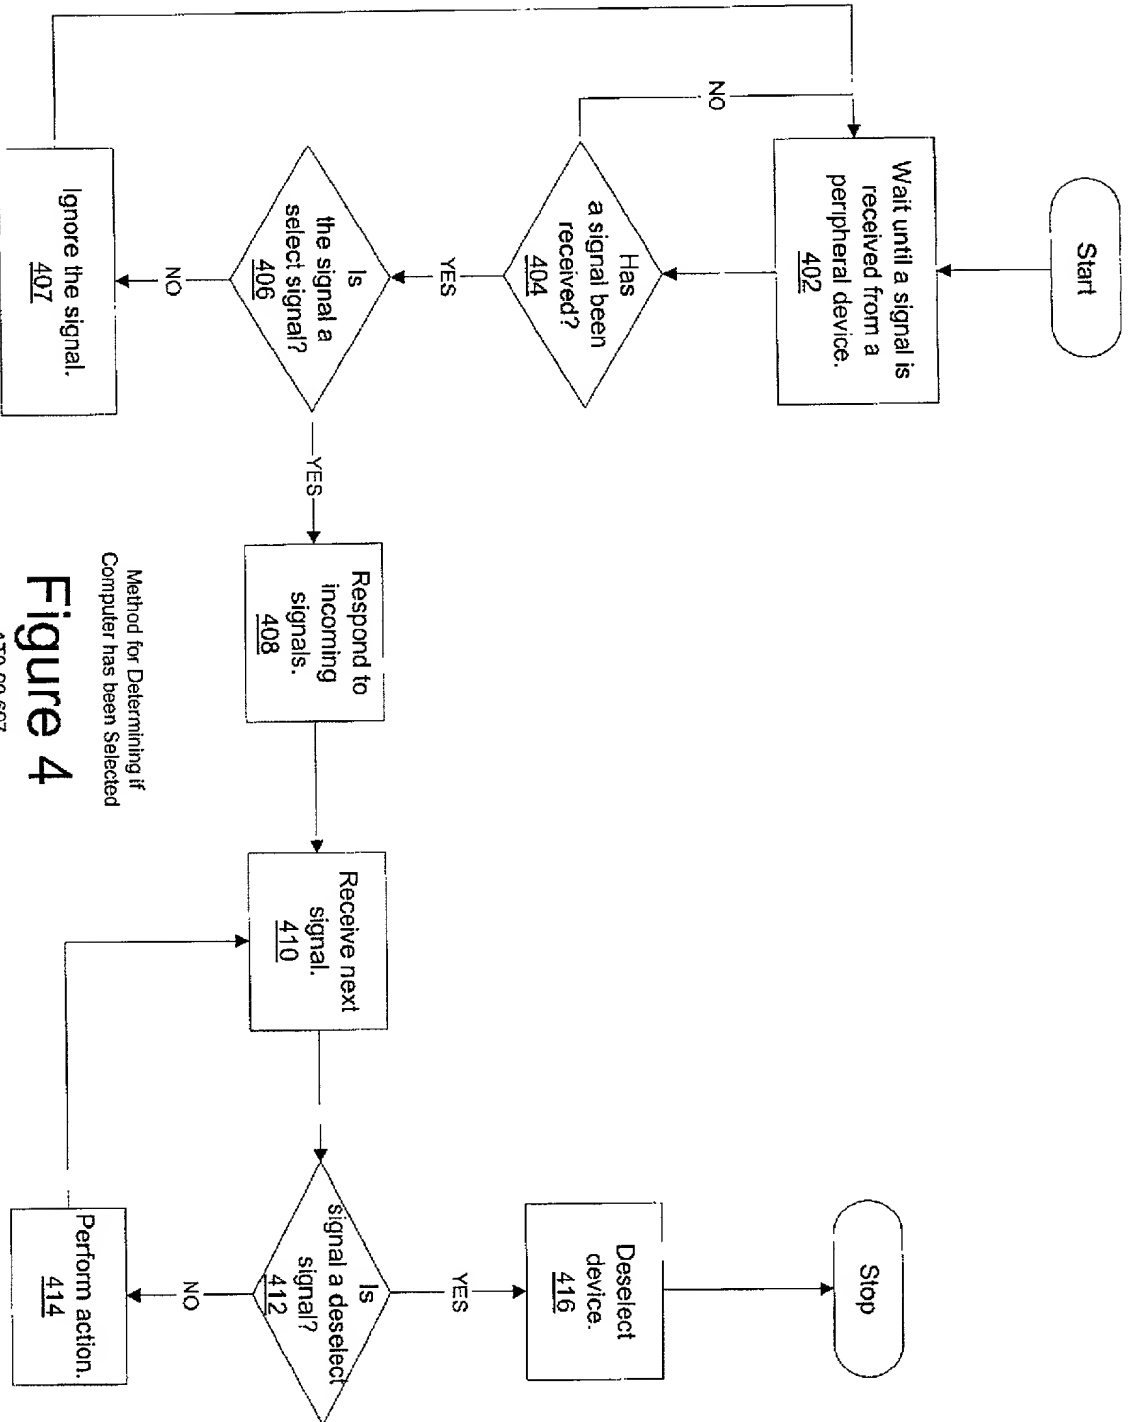 Start
Wait until a signal is
received from a
peripheral device.
402
NO
Has
a signal been
received?
404
YES
Is
the signal a
select signal?
406
NO
Ignore the signal.
407
YES
Respond to
incoming
signals.
408
Receive next
signal.
410
Is
signal a deselect
signal?
412
NO
Perform action.
414
YES
Deselect
device.
416
Stop
Method for Determining if
Computer has been Selected
Figure 4